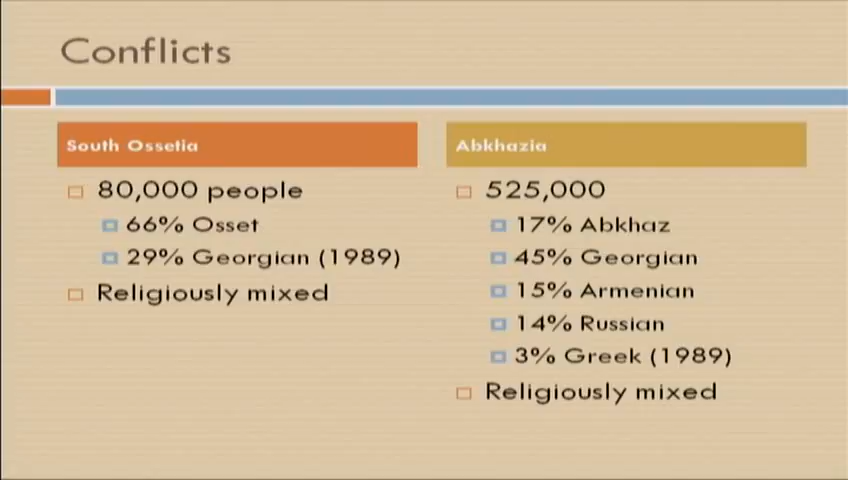 Conflicts
South Ossetia
80,000 people
66% Osset
29% Georgian (1989)
Religiously mixed
Abkhazia
525,000
17% Abkhaz
45% Georgian
15% Armenian
14% Russian
3% Greek (1989)
Religiously mixed